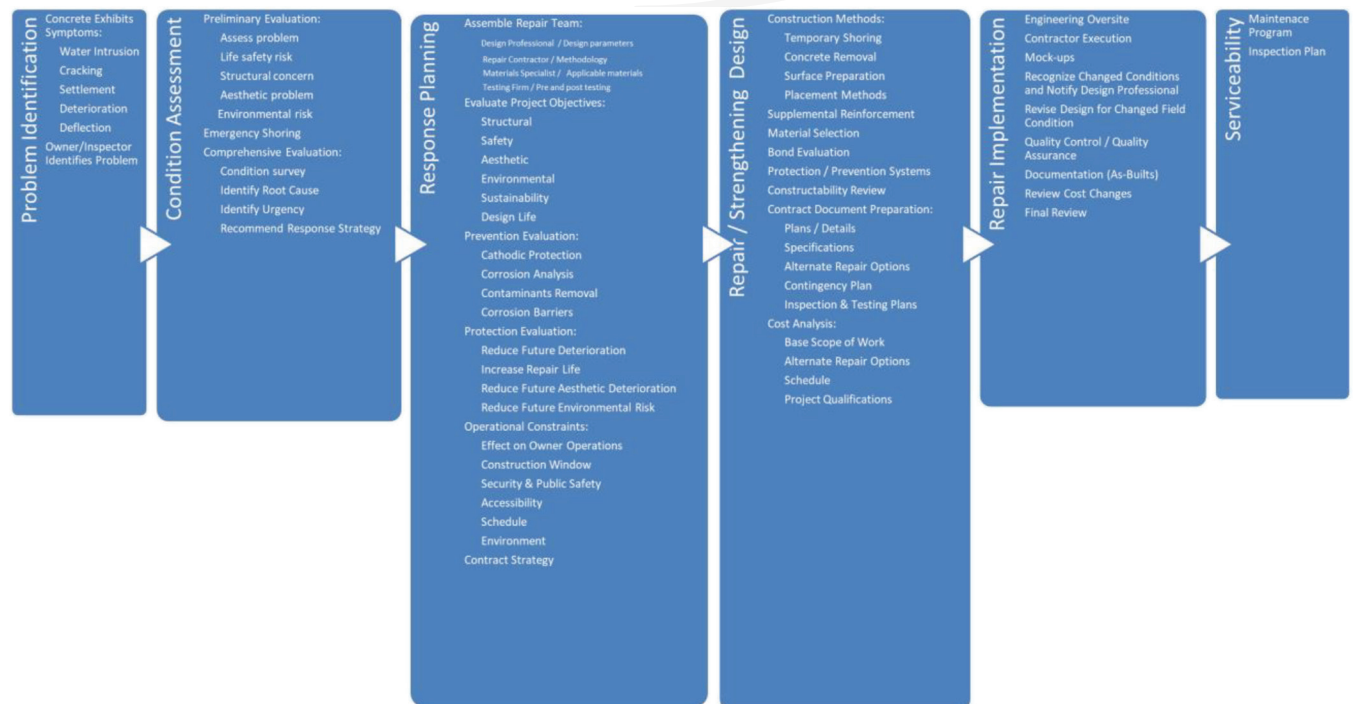 Problem Identification
Concrete Exhibits
Symptoms:
Water Intrusion
Cracking
Settlement
Deterioration
Deflection
Owner/Inspector
Identifies Problem
Condition Assessment
Preliminary Evaluation:
Assess problem
Life safety risk
Structural concern
Aesthetic problem
Environmental risk
Emergency Shoring
Comprehensive Evaluation:
Condition survey
Identify Root Cause
Identify Urgency
Recommend Response Strategy
Response Planning
Assemble Repair Team:
Design Professional / Design parameters
Repair Contractor / Methodology
Materials Specialist / Applicable materials
Testing Firm / Pre and post testing
Evaluate Project Objectives:
Structural
Safety
Aesthetic
Environmental
Sustainability
Design Life
Prevention Evaluation:
Cathodic Protection
Corrosion Analysis
Contaminants Removal
Corrosion Barriers
Protection Evaluation:
Reduce Future Deterioration
Increase Repair Life
Reduce Future Aesthetic Deterioration
Reduce Future Environmental Risk
Operational Constraints:
Effect on Owner Operations
Construction Window
Security & Public Safety
Accessibility
Schedule
Environment
Contract Strategy
Repair / Strengthening Design
Construction Methods:
Temporary Shoring
Concrete Removal
Surface Preparation
Placement Methods
Supplemental Reinforcement
Material Selection
Bond Evaluation
Protection / Prevention Systems
Constructability Review
Contract Document Preparation:
Plans / Details
Specifications
Alternate Repair Options
Contingency Plan
Inspection & Testing Plans
Cost Analysis:
Base Scope of Work
Alternate Repair Options
Schedule
Project Qualifications
Repair Implementation
Engineering Oversite
Contractor Execution
Mock-ups
Recognize Changed Conditions
and Notify Design Professional
Revise Design for Changed Field
Condition
Quality Control / Quality
Assurance
Documentation (As-Builts)
Review Cost Changes
Final Review
Serviceability
Maintenace
Program
Inspection Plan